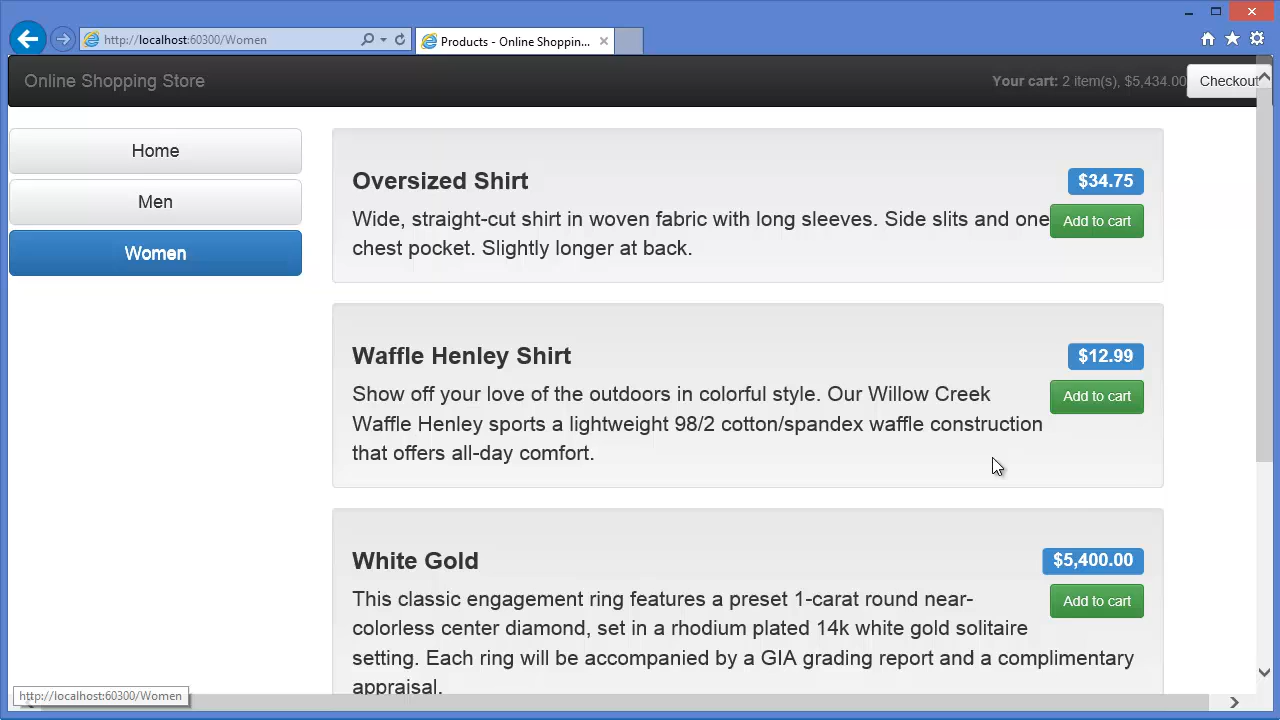 http://localhost:60300/Women
Products - Online Shoppin...
Online Shopping Store
Your cart: 2 item(s), $5,434.00
Checkout
Home
Men
Women
Oversized Shirt
$34.75
Wide, straight-cut shirt in woven fabric with long sleeves. Side slits and one
Add to cart
chest pocket. Slightly longer at back.
Waffle Henley Shirt
$12.99
Show off your love of the outdoors in colorful style. Our Willow Creek
Add to cart
Waffle Henley sports a lightweight 98/2 cotton/spandex waffle construction
that offers all-day comfort.
White Gold
$5,400.00
This classic engagement ring features a preset 1-carat round near-
Add to cart
colorless center diamond, set in a rhodium plated 14k white gold solitaire
setting. Each ring will be accompanied by a GIA grading report and a complimentary
appraisal.
http://localhost:60300/Women